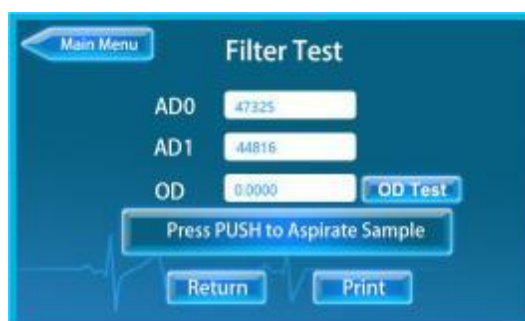 Main Menu
Filter Test
AD0 47325
AD1 44816
OD 0.0000 OD Test
Press PUSH to Aspirate Sample
Return Print